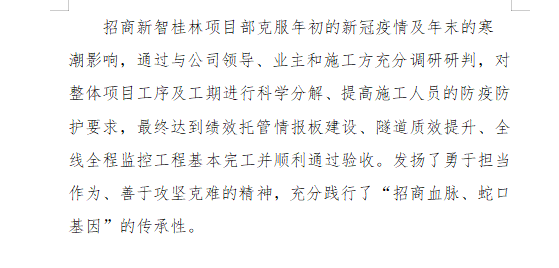 招商新智桂林项目部克服年初的新冠疫情及年末的寒
潮影响，通过与公司领导、业主和施工方充分调研研判，对
整体项目工序及工期进行科学分解、提高施工人员的防疫防
护要求，最终达到绩效托管情报板建设、隧道质效提升、全
线全程监控工程基本完工并顺利通过验收。发扬了勇于担当
作为、善于攻坚克难的精神，充分践行了“招商血脉、蛇口
基因”的传承性。